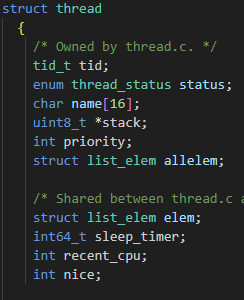 struct thread
{
/* Owned by thread.c. */
tid_t tid;
enum thread_status status;
char name[16];
uint8_t *stack;
int priority;
struct list_elem allelem;
/* Shared between thread.c a
struct list_elem elem;
int64_t sleep_timer;
int recent_cpu;
int nice;